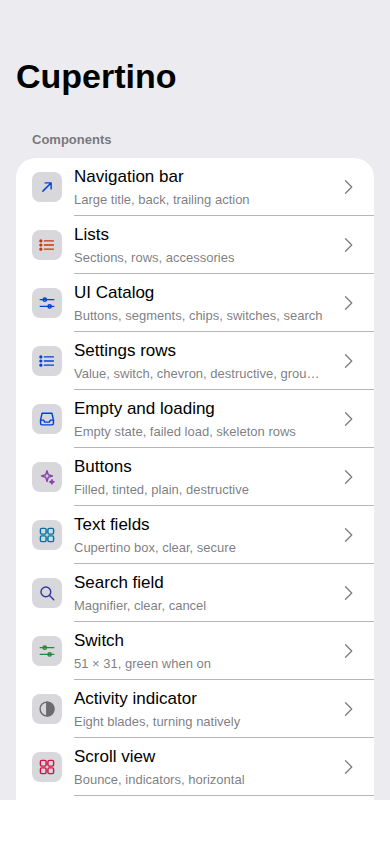 Cupertino
Components
Navigation bar
Large title, back, trailing action
Lists
Sections, rows, accessories
UI Catalog
Buttons, segments, chips, switches, search
Settings rows
Value, switch, chevron, destructive, grou…
Empty and loading
Empty state, failed load, skeleton rows
Buttons
Filled, tinted, plain, destructive
Text fields
Cupertino box, clear, secure
Search field
Magnifier, clear, cancel
Switch
51 × 31, green when on
Activity indicator
Eight blades, turning natively
Scroll view
Bounce, indicators, horizontal